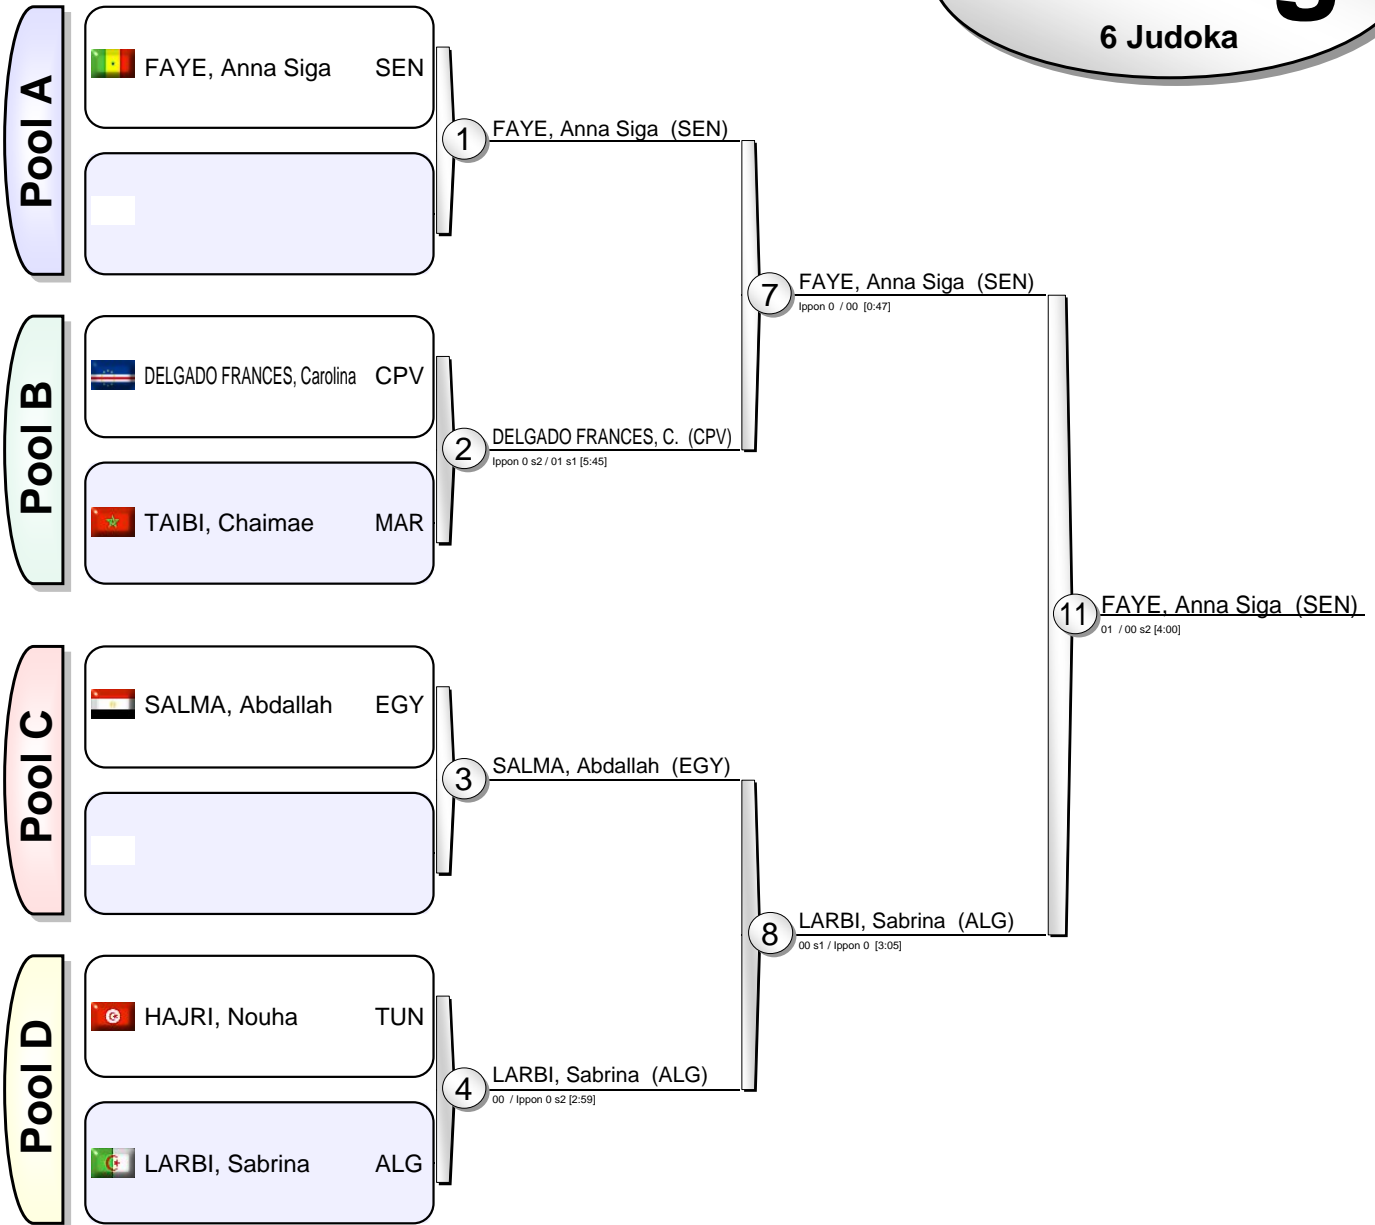 6 Judoka
Pool A
FAYE, Anna Siga SEN
1 FAYE, Anna Siga (SEN)
7 FAYE, Anna Siga (SEN)
Ippon 0 / 00 [0:47]
Pool B
DELGADO FRANCES, Carolina CPV
2 DELGADO FRANCES, C. (CPV)
Ippon 0 s2 / 01 s1 [5:45]
TAIBI, Chaimae MAR
11 FAYE, Anna Siga (SEN)
01 / 00 s2 [4:00]
Pool C
SALMA, Abdallah EGY
3 SALMA, Abdallah (EGY)
8 LARBI, Sabrina (ALG)
00 s1 / Ippon 0 [3:05]
Pool D
HAJRI, Nouha TUN
4 LARBI, Sabrina (ALG)
00 / Ippon 0 s2 [2:59]
LARBI, Sabrina ALG